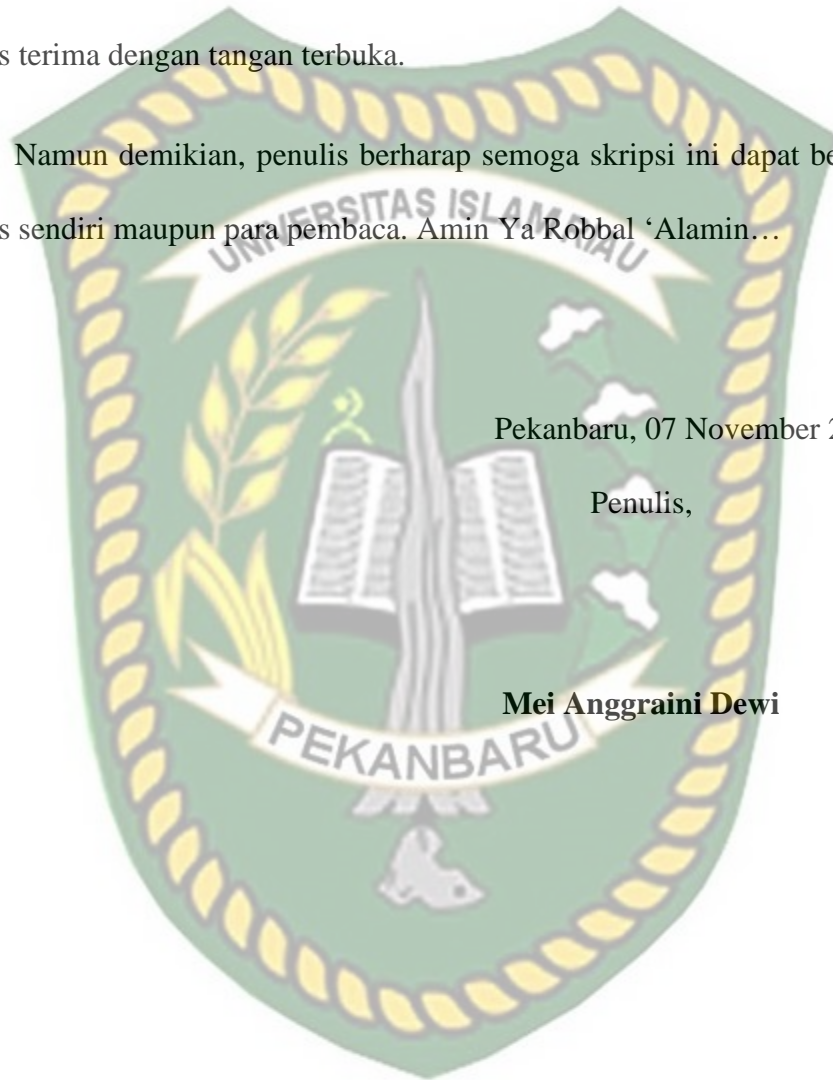 s terima dengan tangan terbuka.
Namun demikian, penulis berharap semoga skripsi ini dapat be
UNIVERSITAS ISLAM RIAU
s sendiri maupun para pembaca. Amin Ya Robbal ‘Alamin…
Pekanbaru, 07 November 2
Penulis,
Mei Anggraini Dewi
PEKANBARU